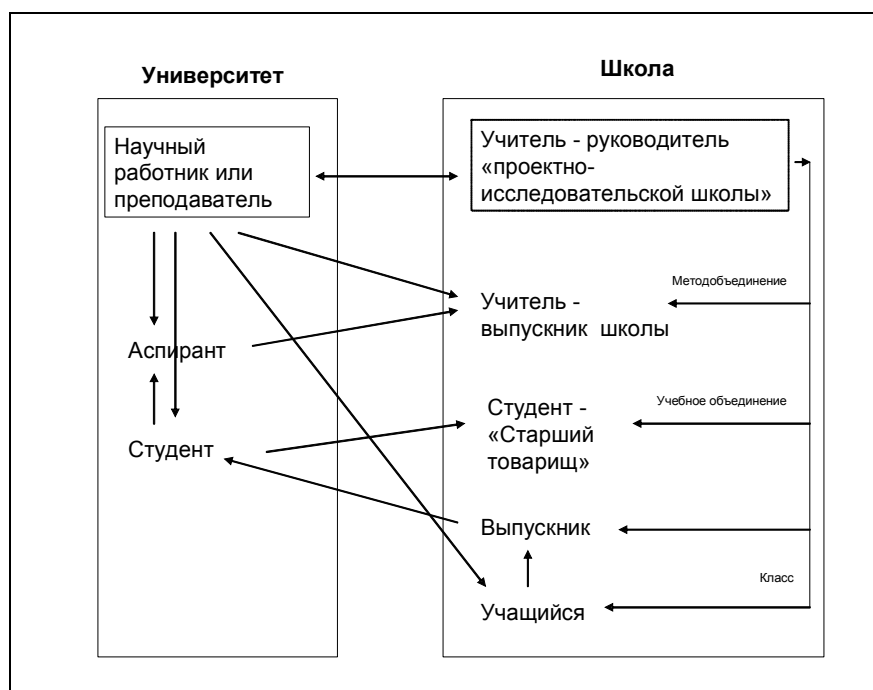 Университет
Школа
Научный
работник или
преподаватель
Учитель - руководитель
«проектно-
исследовательской школы»
Методобъединение
Учитель -
выпускник школы
Аспирант
Учебное объединение
Студент -
«Старший
товарищ»
Студент
Выпускник
Класс
Учащийся